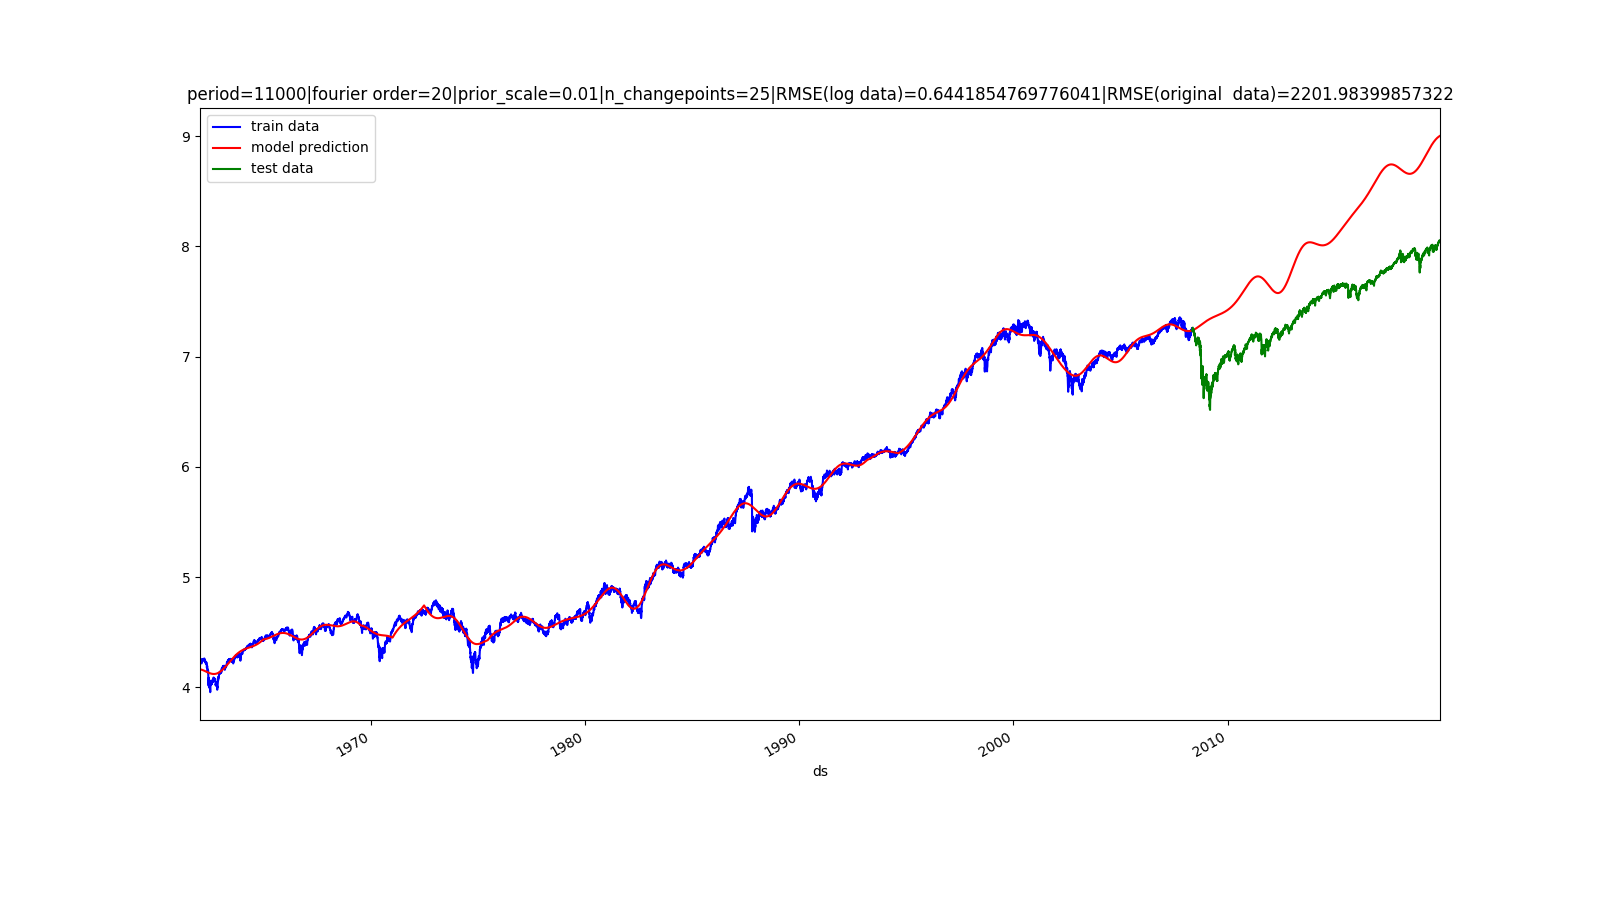 period=11000|fourier order=20|prior_scale=0.01|n_changepoints=25|RMSE(log data)=0.6441854769776041|RMSE(original  data)=2201.98399857322
train data
model prediction
test data
9
8
7
6
5
4
1970
1980
1990
2000
2010
ds